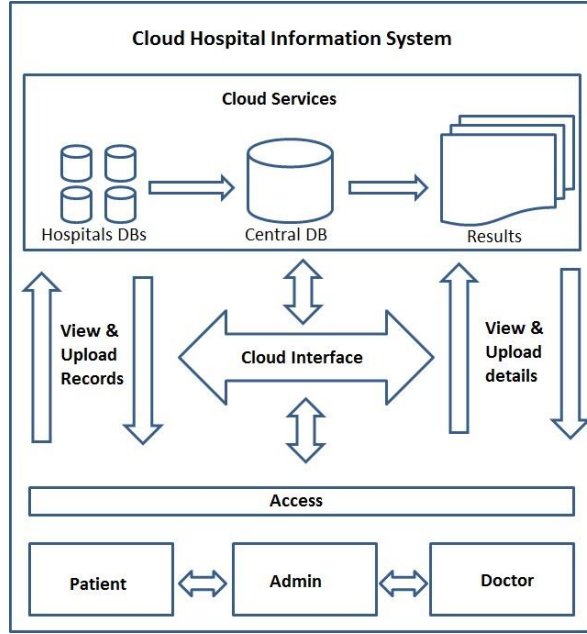 Cloud Hospital Information System
Cloud Services
Hospitals DBs
Central DB
Results
View &
Upload
Records
Cloud Interface
View &
Upload
details
Access
Patient
Admin
Doctor